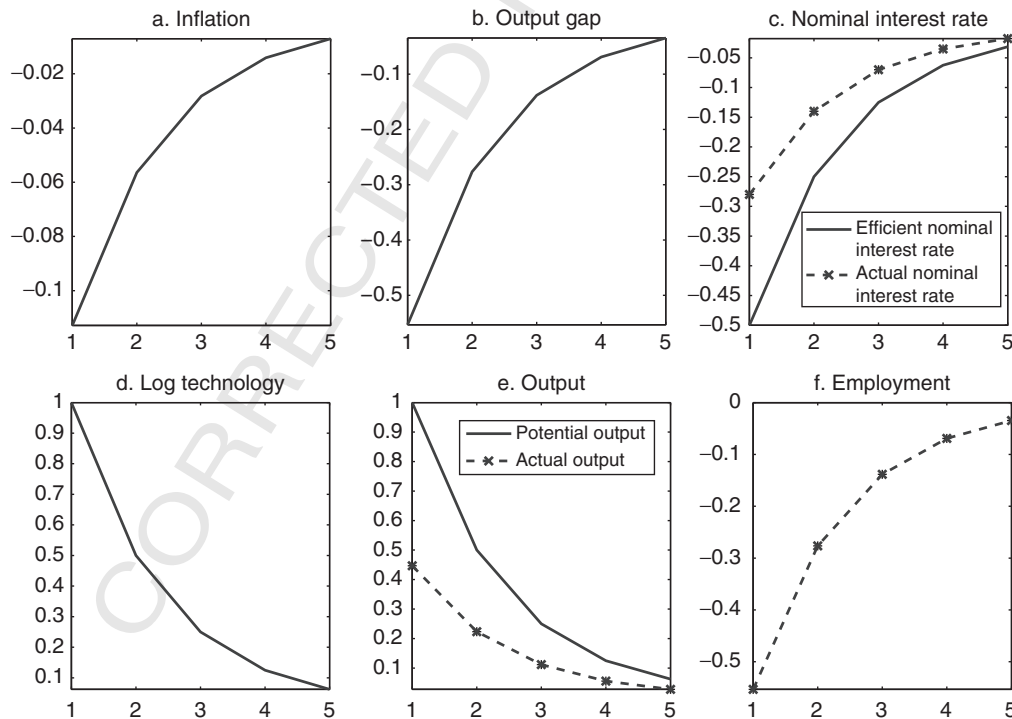 a. Inflation
−0.02
−0.04
−0.06
−0.08
−0.1
1 2 3 4 5
b. Output gap
−0.1
−0.2
−0.3
−0.4
−0.5
1 2 3 4 5
c. Nominal interest rate
−0.05
−0.1
−0.15
−0.2
−0.25
−0.3
−0.35
−0.4
−0.45
−0.5
1 2 3 4 5
Efficient nominal
interest rate
Actual nominal
interest rate
d. Log technology
1
0.9
0.8
0.7
0.6
0.5
0.4
0.3
0.2
0.1
1 2 3 4 5
e. Output
1
0.9
0.8
0.7
0.6
0.5
0.4
0.3
0.2
0.1
1 2 3 4 5
Potential output
Actual output
f. Employment
0
−0.1
−0.2
−0.3
−0.4
−0.5
1 2 3 4 5
CORRECTED